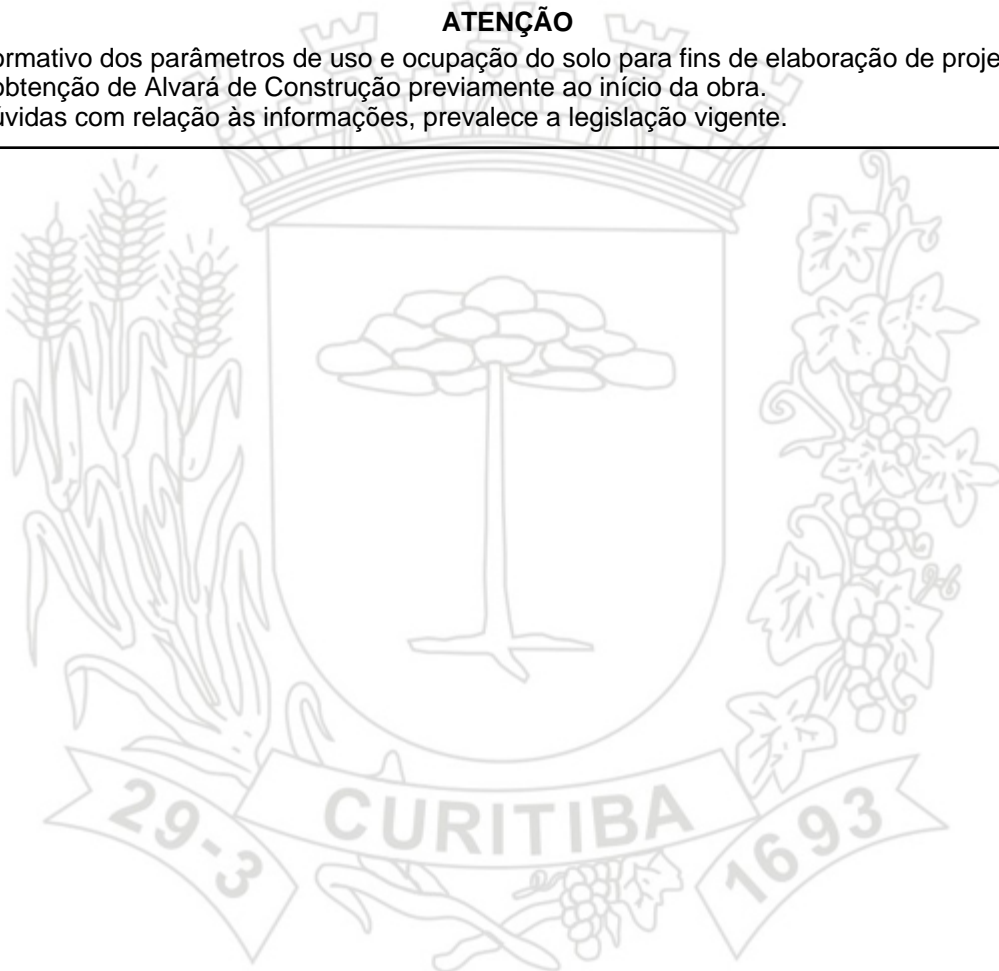 ATENÇÃO
ormativo dos parâmetros de uso e ocupação do solo para fins de elaboração de proje
obtenção de Alvará de Construção previamente ao início da obra.
úvidas com relação às informações, prevalece a legislação vigente.
29-3
CURITIBA
1693